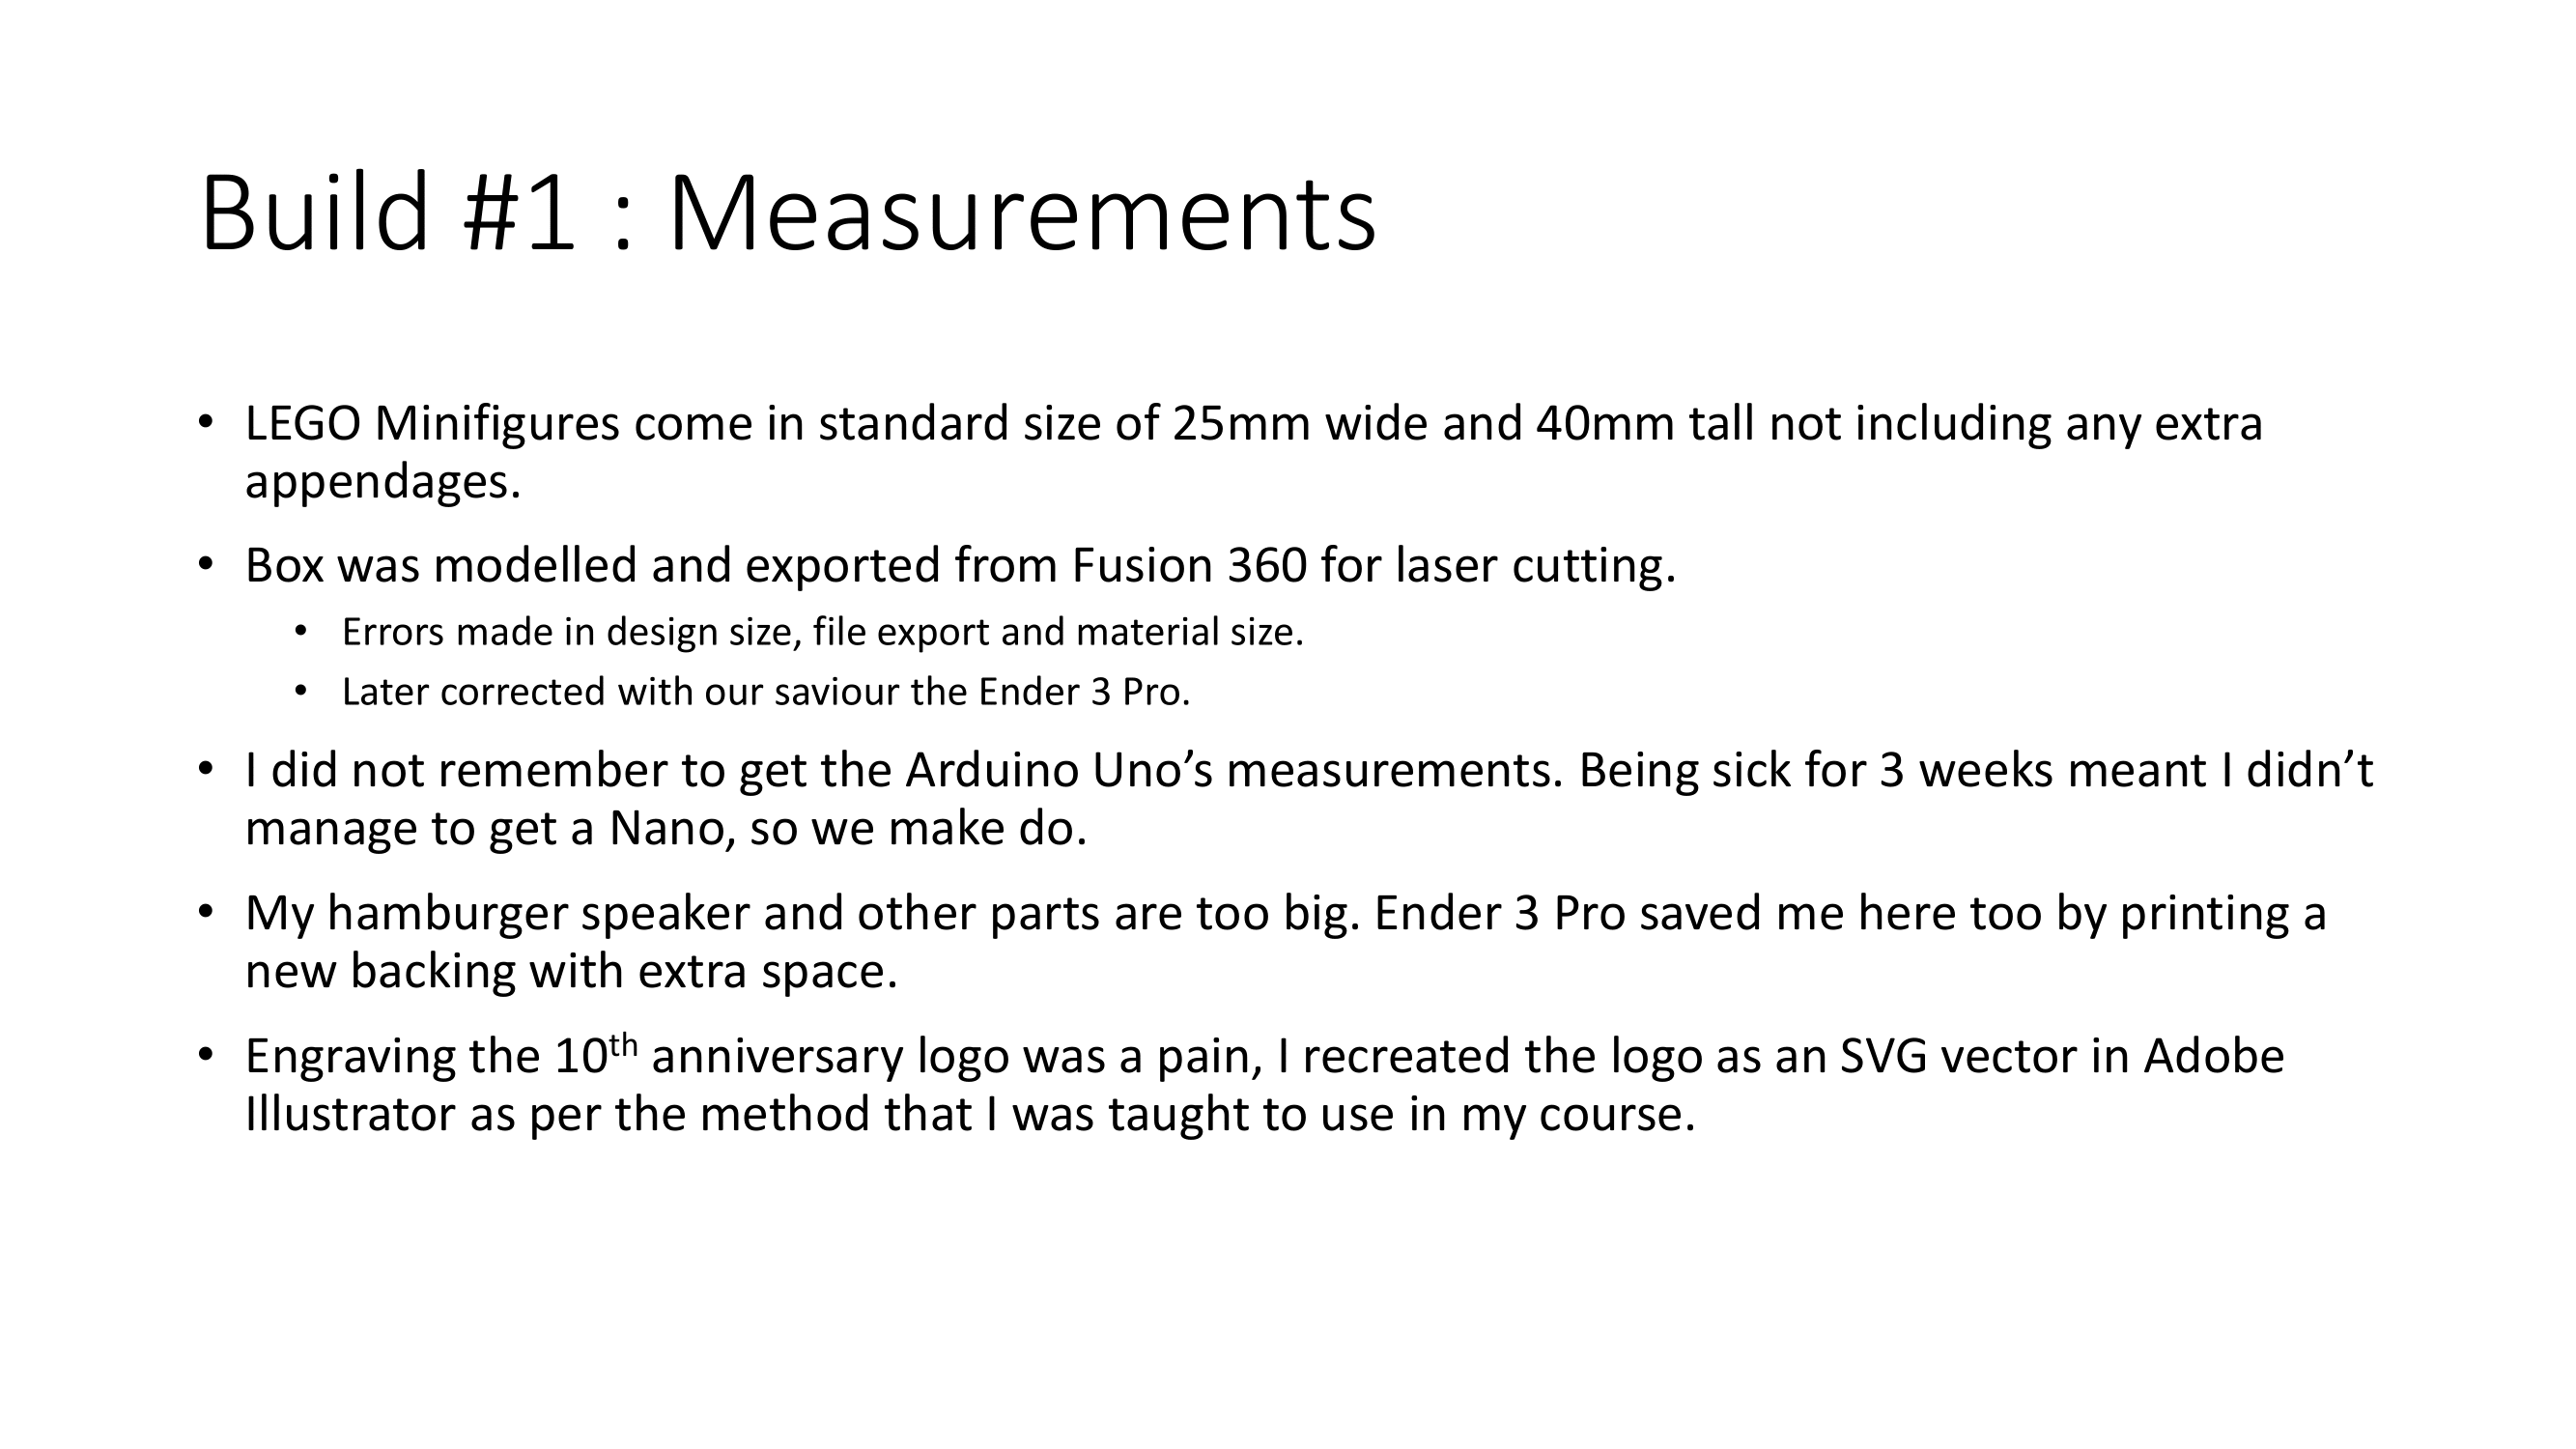 Build #1 : Measurements
• LEGO Minifigures come in standard size of 25mm wide and 40mm tall not including any extra
appendages.
• Box was modelled and exported from Fusion 360 for laser cutting.
• Errors made in design size, file export and material size.
• Later corrected with our saviour the Ender 3 Pro.
• I did not remember to get the Arduino Uno’s measurements. Being sick for 3 weeks meant I didn’t
manage to get a Nano, so we make do.
• My hamburger speaker and other parts are too big. Ender 3 Pro saved me here too by printing a
new backing with extra space.
• Engraving the 10th anniversary logo was a pain, I recreated the logo as an SVG vector in Adobe
Illustrator as per the method that I was taught to use in my course.